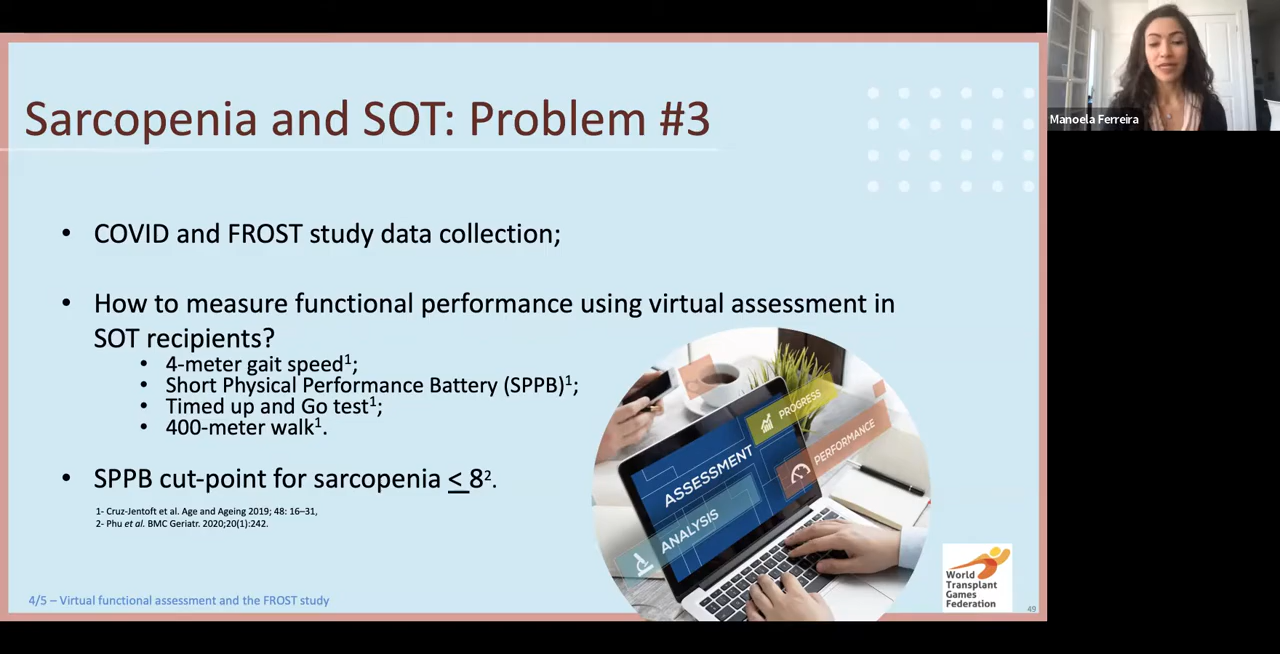 Sarcopenia and SOT: Problem #3
Manoela Ferreira
• COVID and FROST study data collection;
• How to measure functional performance using virtual assessment in
SOT recipients?
• 4-meter gait speed¹;
• Short Physical Performance Battery (SPPB)¹;
• Timed up and Go test¹;
• 400-meter walk¹.
• SPPB cut-point for sarcopenia < 8².
1- Cruz-Jentoft et al. Age and Ageing 2019; 48: 16–31,
2- Phu et al. BMC Geriatr. 2020;20(1):242.
PROGRESS
ASSESSMENT
PERFORMANCE
ANALYSIS
World
Transplant
Games
Federation
4/5 – Virtual functional assessment and the FROST study
49